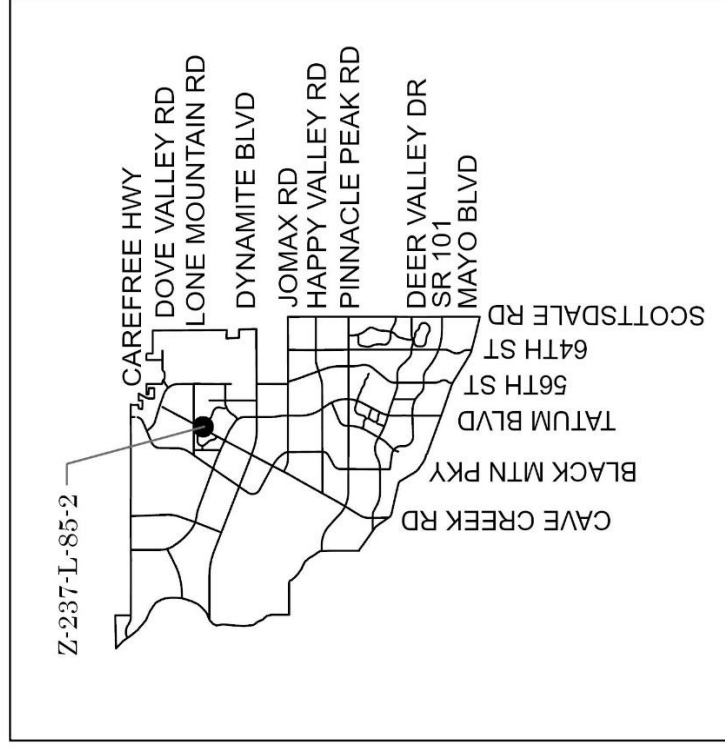 Z-237-L-85-2
CAREFREE HWY
DOVE VALLEY RD
LONE MOUNTAIN RD
DYNAMITE BLVD
JOMAX RD
HAPPY VALLEY RD
PINNACLE PEAK RD
DEER VALLEY DR
SR 101
MAYO BLVD
SCOTTSDALE RD
64TH ST
56TH ST
TATUM BLVD
BLACK MTN PKY
CAVE CREEK RD